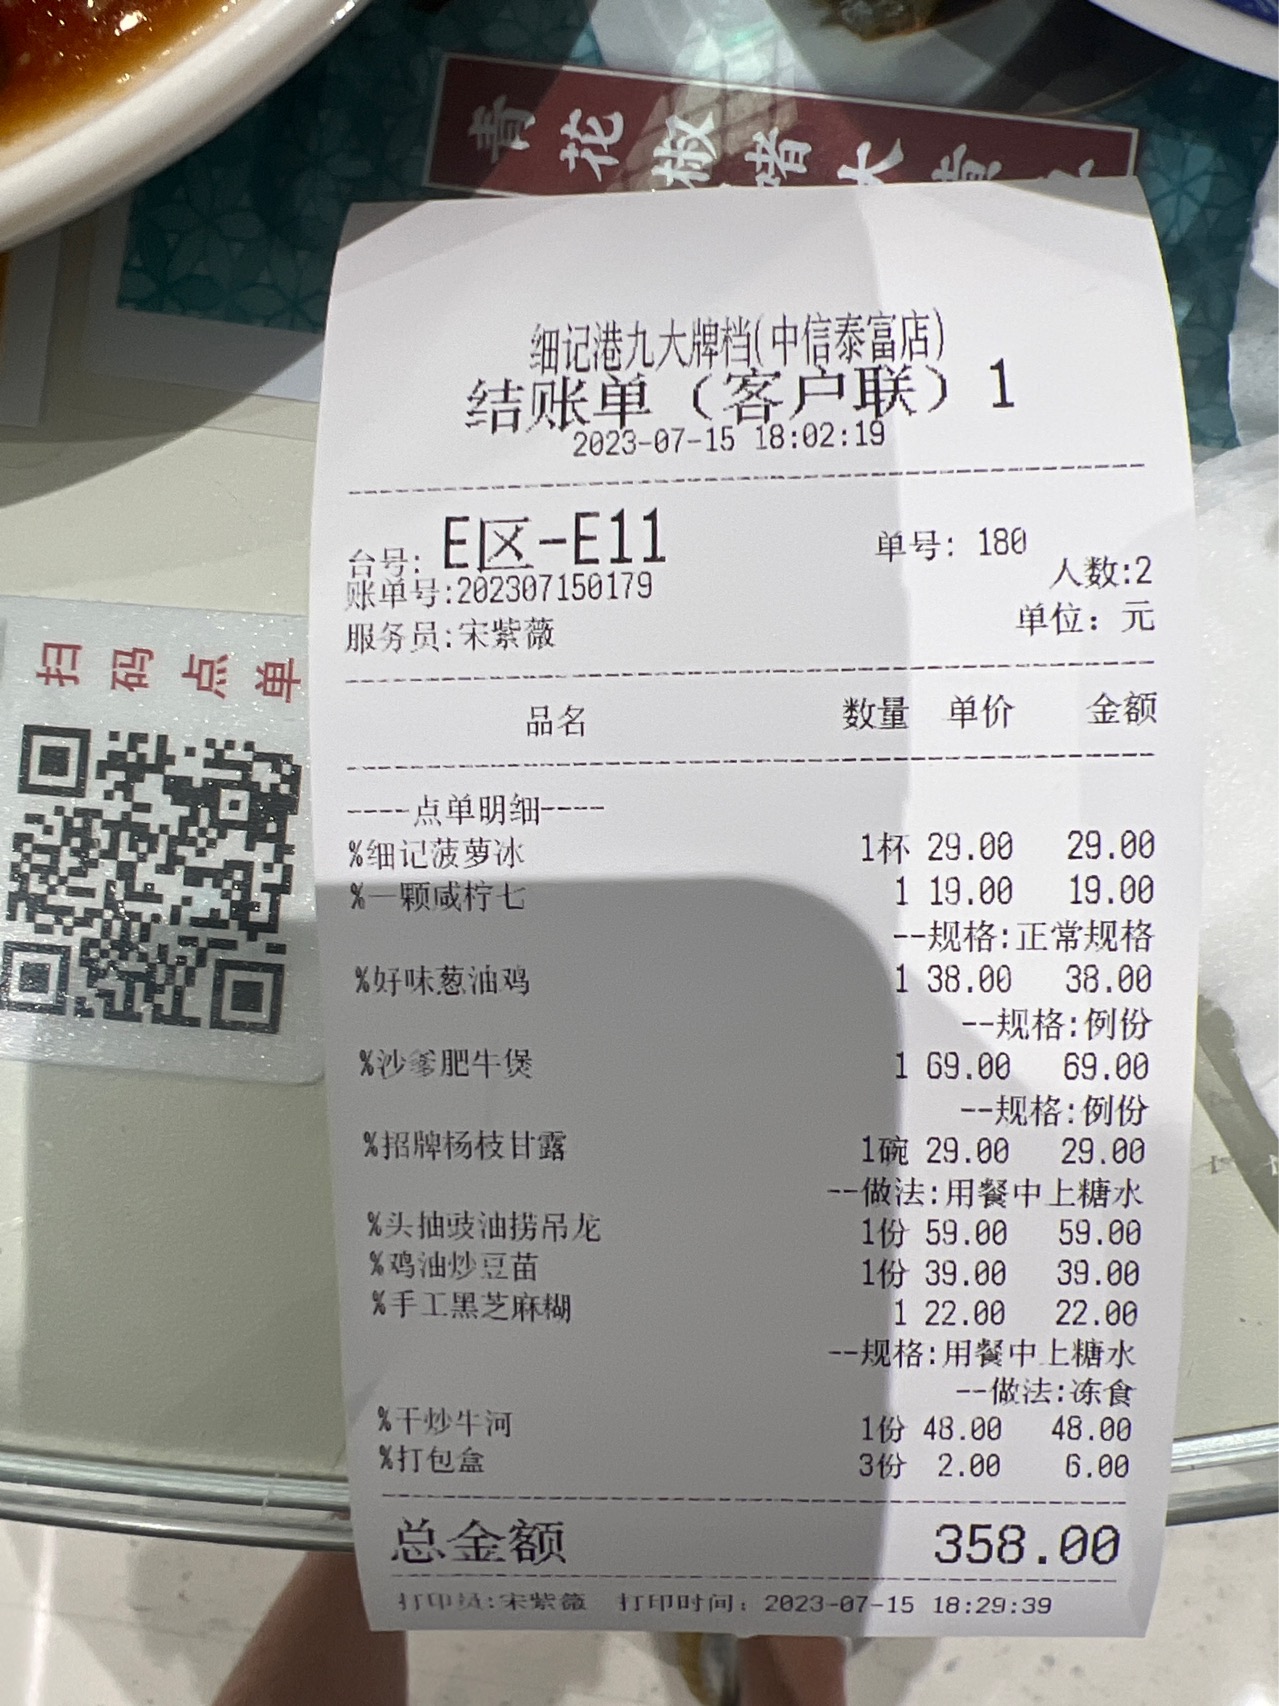 青花椒啫大黄
细记港九大牌档(中信泰富店)
结账单（客户联）1
2023-07-15 18:02:19
台号: E区-E11 单号: 180
人数:2
账单号:202307150179
单位: 元
服务员:宋紫薇
扫码点单
品名 数量 单价 金额
----点单明细----
%细记菠萝冰 1杯 29.00 29.00
%一颗咸柠七 1 19.00 19.00
--规格:正常规格
%好味葱油鸡 1 38.00 38.00
--规格:例份
%沙爹肥牛煲 1 69.00 69.00
--规格:例份
%招牌杨枝甘露 1碗 29.00 29.00
--做法:用餐中上糖水
%头抽豉油捞吊龙 1份 59.00 59.00
%鸡油炒豆苗 1份 39.00 39.00
%手工黑芝麻糊 1 22.00 22.00
--规格:用餐中上糖水
--做法:冻食
%干炒牛河 1份 48.00 48.00
%打包盒 3份 2.00 6.00
总金额 358.00
打印员:宋紫薇 打印时间: 2023-07-15 18:29:39